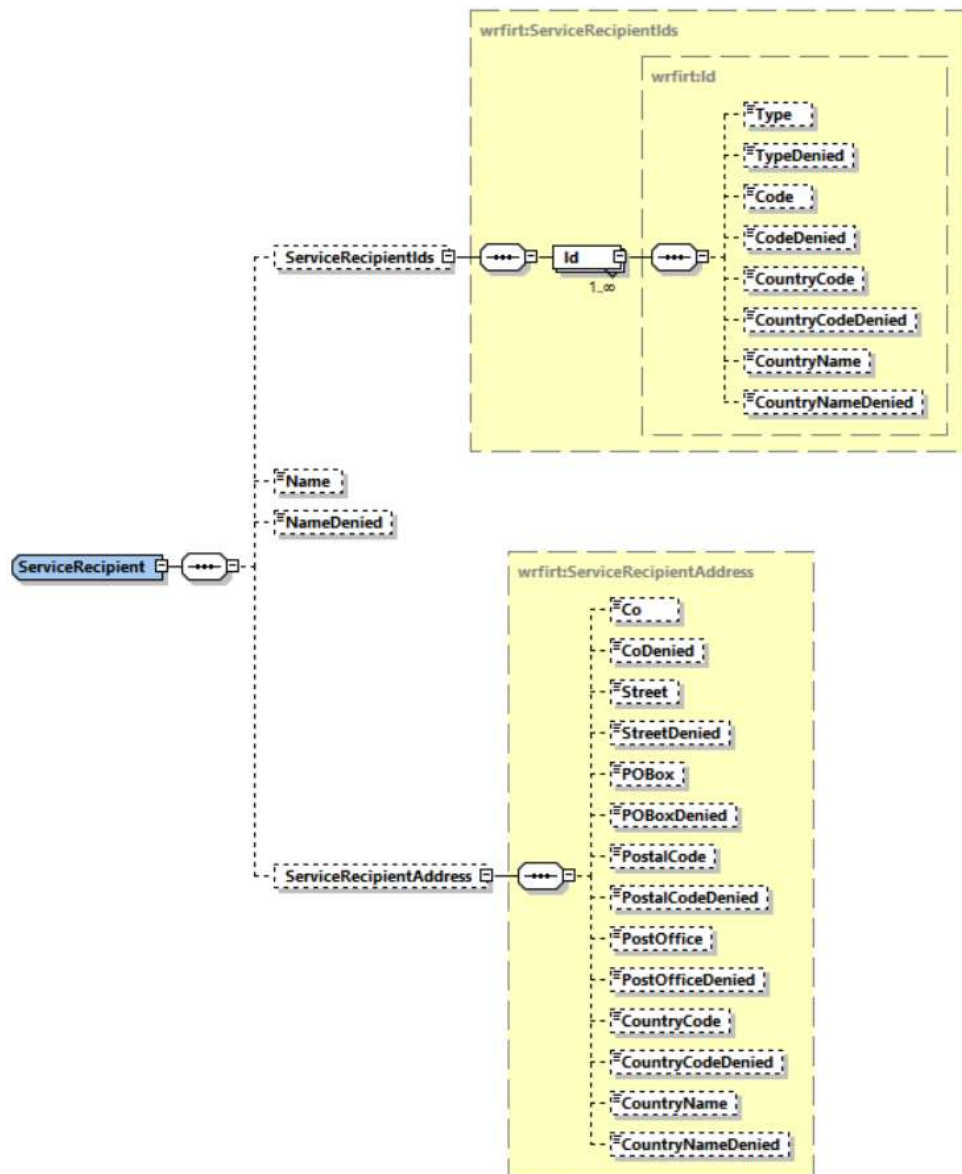 wrfirt:ServiceRecipientIds
wrfirt:Id
Type
TypeDenied
Code
CodeDenied
ServiceRecipientIds
Id
1..∞
CountryCode
CountryCodeDenied
CountryName
CountryNameDenied
Name
NameDenied
ServiceRecipient
wrfirt:ServiceRecipientAddress
Co
CoDenied
Street
StreetDenied
POBox
POBoxDenied
PostalCode
ServiceRecipientAddress
PostalCodeDenied
PostOffice
PostOfficeDenied
CountryCode
CountryCodeDenied
CountryName
CountryNameDenied